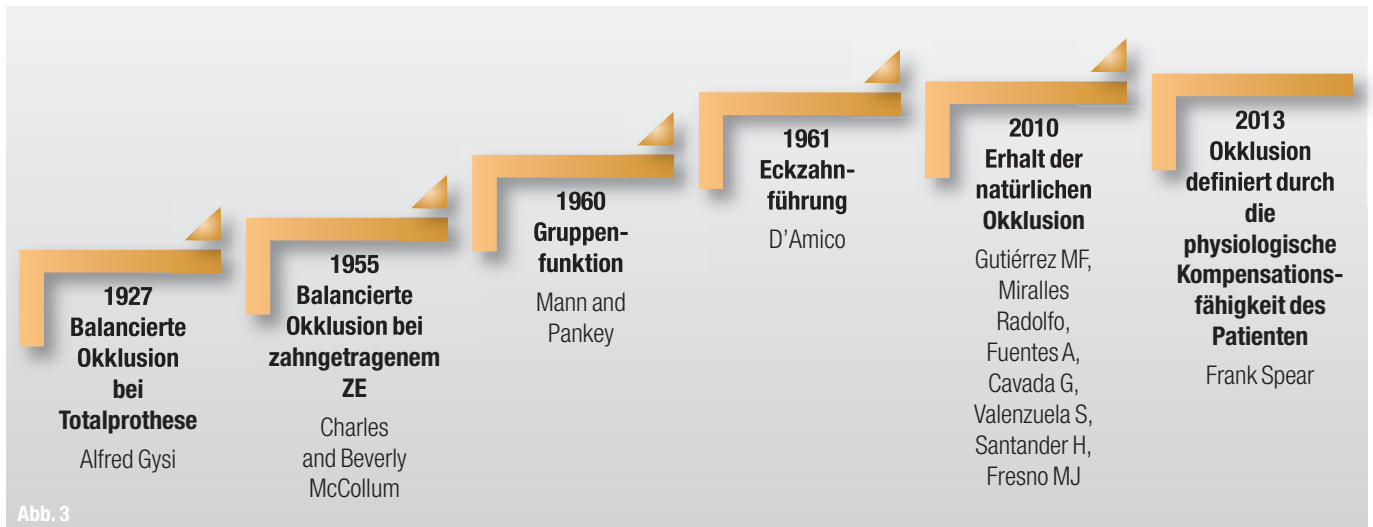 1927
Balancierte
Okklusion
bei
Totalprothese
Alfred Gysi
1955
Balancierte
Okklusion bei
zahngetragenem
ZE
Charles
and Beverly
McCollum
1960
Gruppen-
funktion
Mann and
Pankey
1961
Eckzahn-
führung
D’Amico
2010
Erhalt der
natürlichen
Okklusion
Gutiérrez MF,
Miralles
Radolfo,
Fuentes A,
Cavada G,
Valenzuela S,
Santander H,
Fresno MJ
2013
Okklusion
definiert durch
die
physiologische
Kompensations-
fähigkeit des
Patienten
Frank Spear
Abb. 3